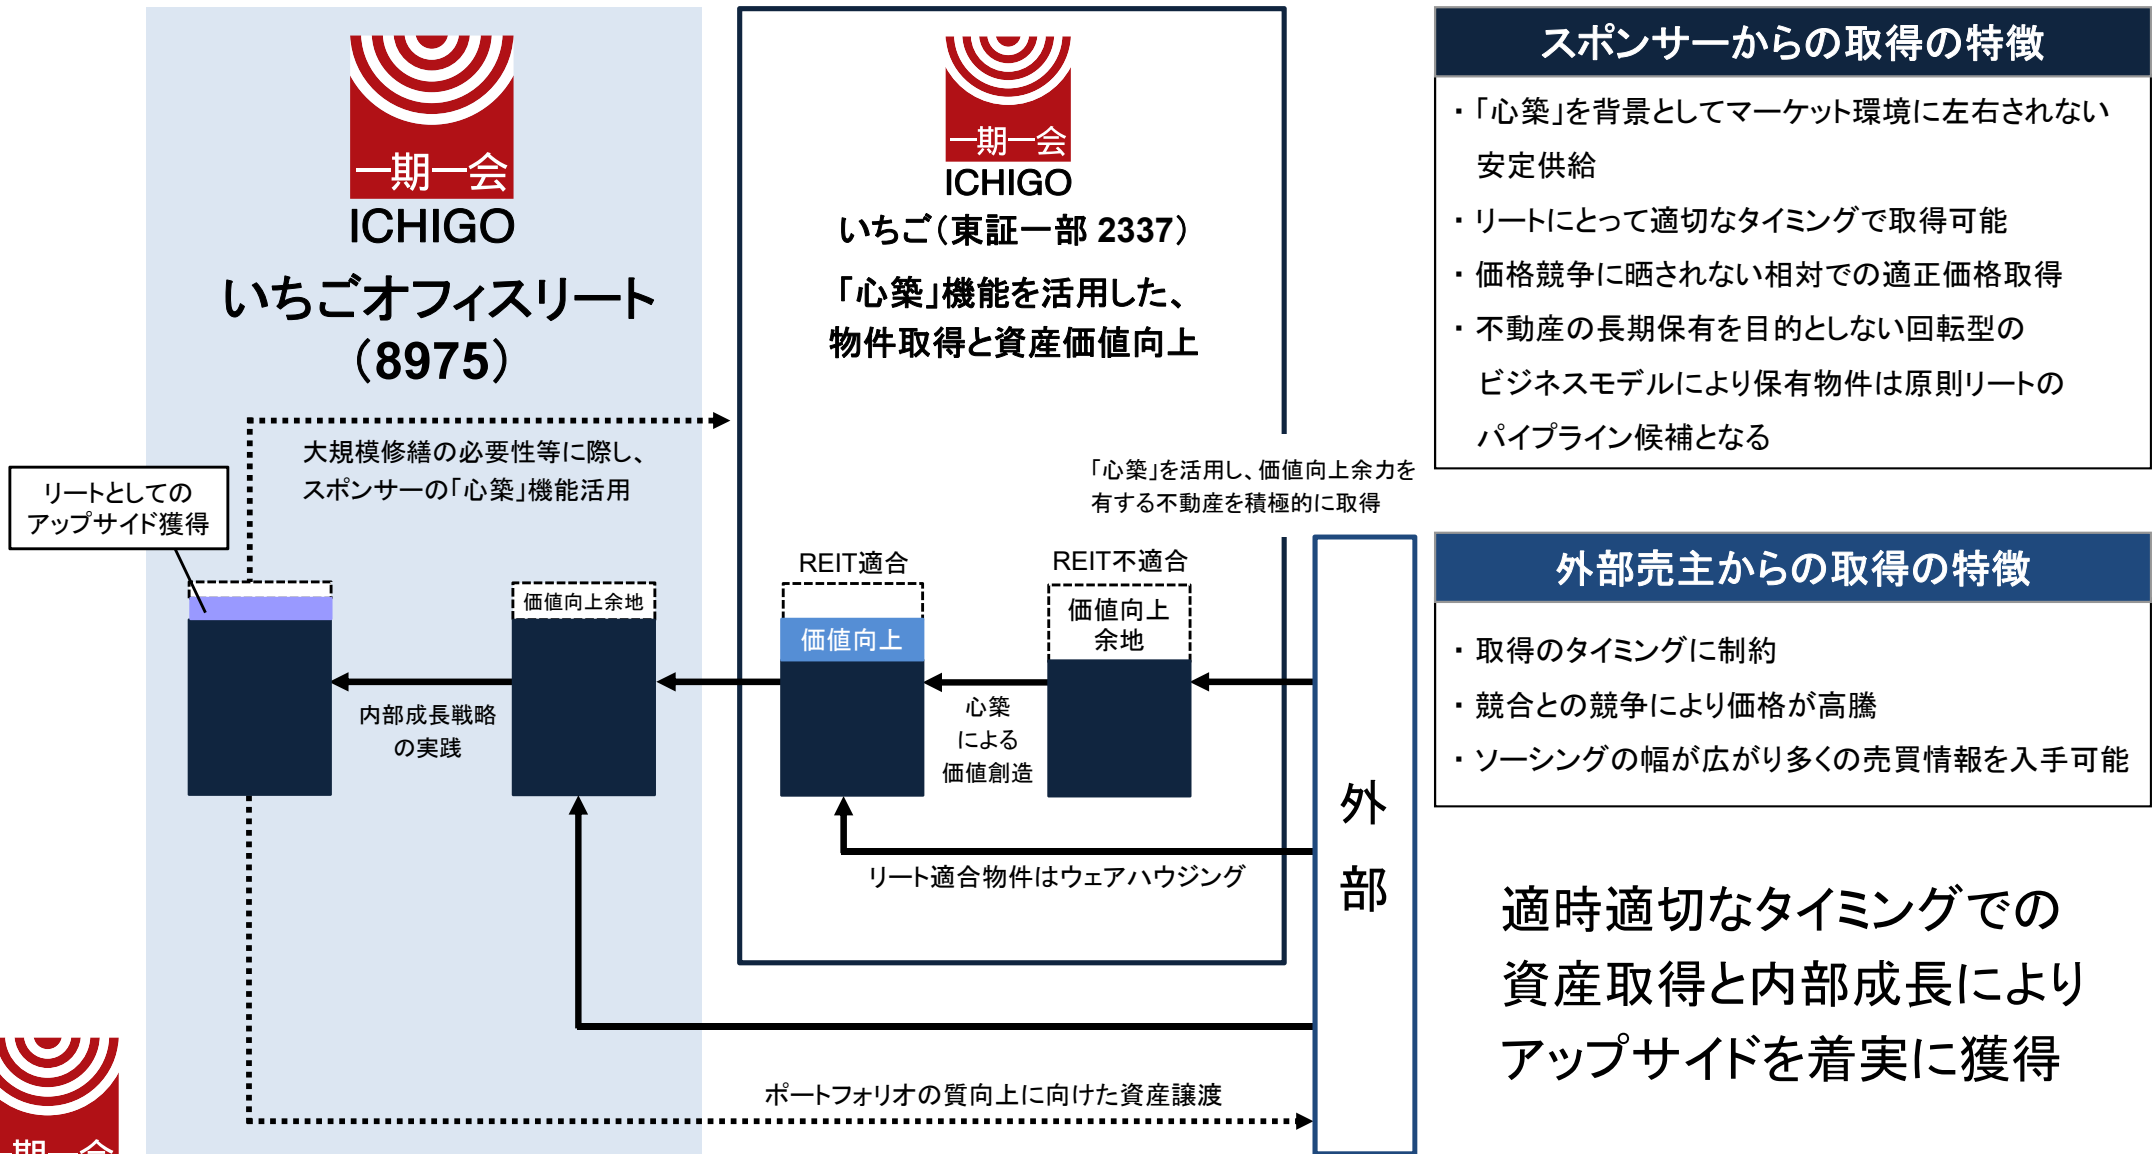 一期一会
ICHIGO
いちごオフィスリート
（8975）
一期一会
ICHIGO
いちご（東証一部 2337）
「心築」機能を活用した、
物件取得と資産価値向上
大規模修繕の必要性等に際し、
スポンサーの「心築」機能活用
リートとしての
アップサイド獲得
「心築」を活用し、価値向上余力を
有する不動産を積極的に取得
価値向上余地
REIT適合
価値向上
REIT不適合
価値向上
余地
内部成長戦略
の実践
心築
による
価値創造
リート適合物件はウェアハウジング
外
部
ポートフォリオの質向上に向けた資産譲渡
スポンサーからの取得の特徴
・「心築」を背景としてマーケット環境に左右されない
安定供給
・リートにとって適切なタイミングで取得可能
・価格競争に晒されない相対での適正価格取得
・不動産の長期保有を目的としない回転型の
ビジネスモデルにより保有物件は原則リートの
パイプライン候補となる
外部売主からの取得の特徴
・取得のタイミングに制約
・競合との競争により価格が高騰
・ソーシングの幅が広がり多くの売買情報を入手可能
適時適切なタイミングでの
資産取得と内部成長により
アップサイドを着実に獲得